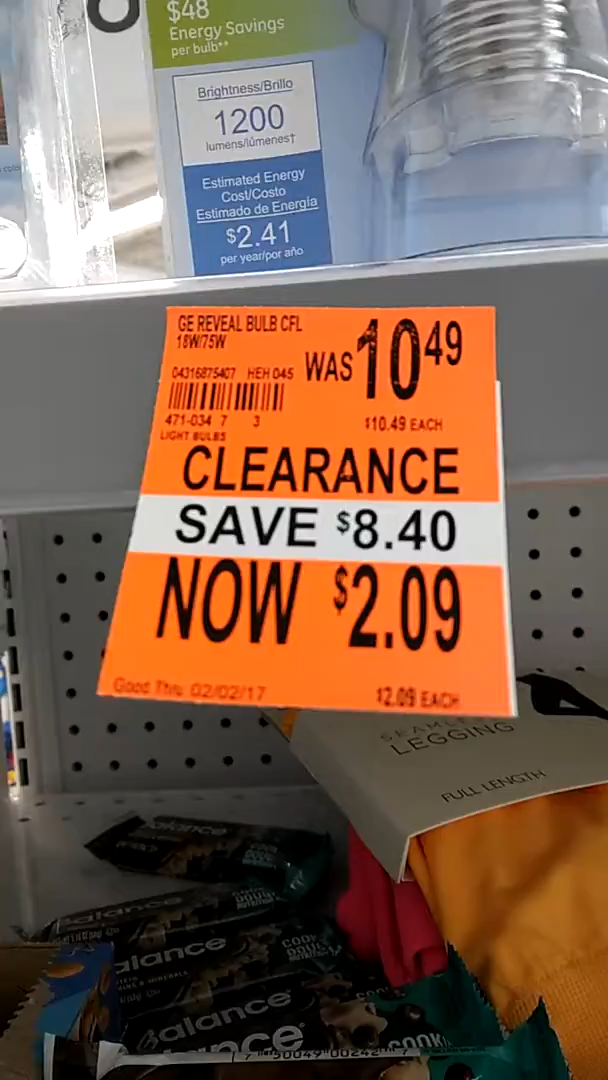 $48
Energy Savings
per bulb**
Brightness/Brillo
1200
lumens/lúmenes†
Estimated Energy
Cost/Costo
Estimado de Energía
$2.41
per year/por año
GE REVEAL BULB CFL
18W/75W
WAS 10 49
04316875407 HEH 045
471-034 7 3
$10.49 EACH
LIGHT BULBS
CLEARANCE
SAVE $8.40
NOW $2.09
Good Thru 02/02/17
$2.09 EACH
SEAMLESS
LEGGING
FULL LENGTH
Balance
Balance
COOKIE
DOUGH
Balance
COOK
Balance